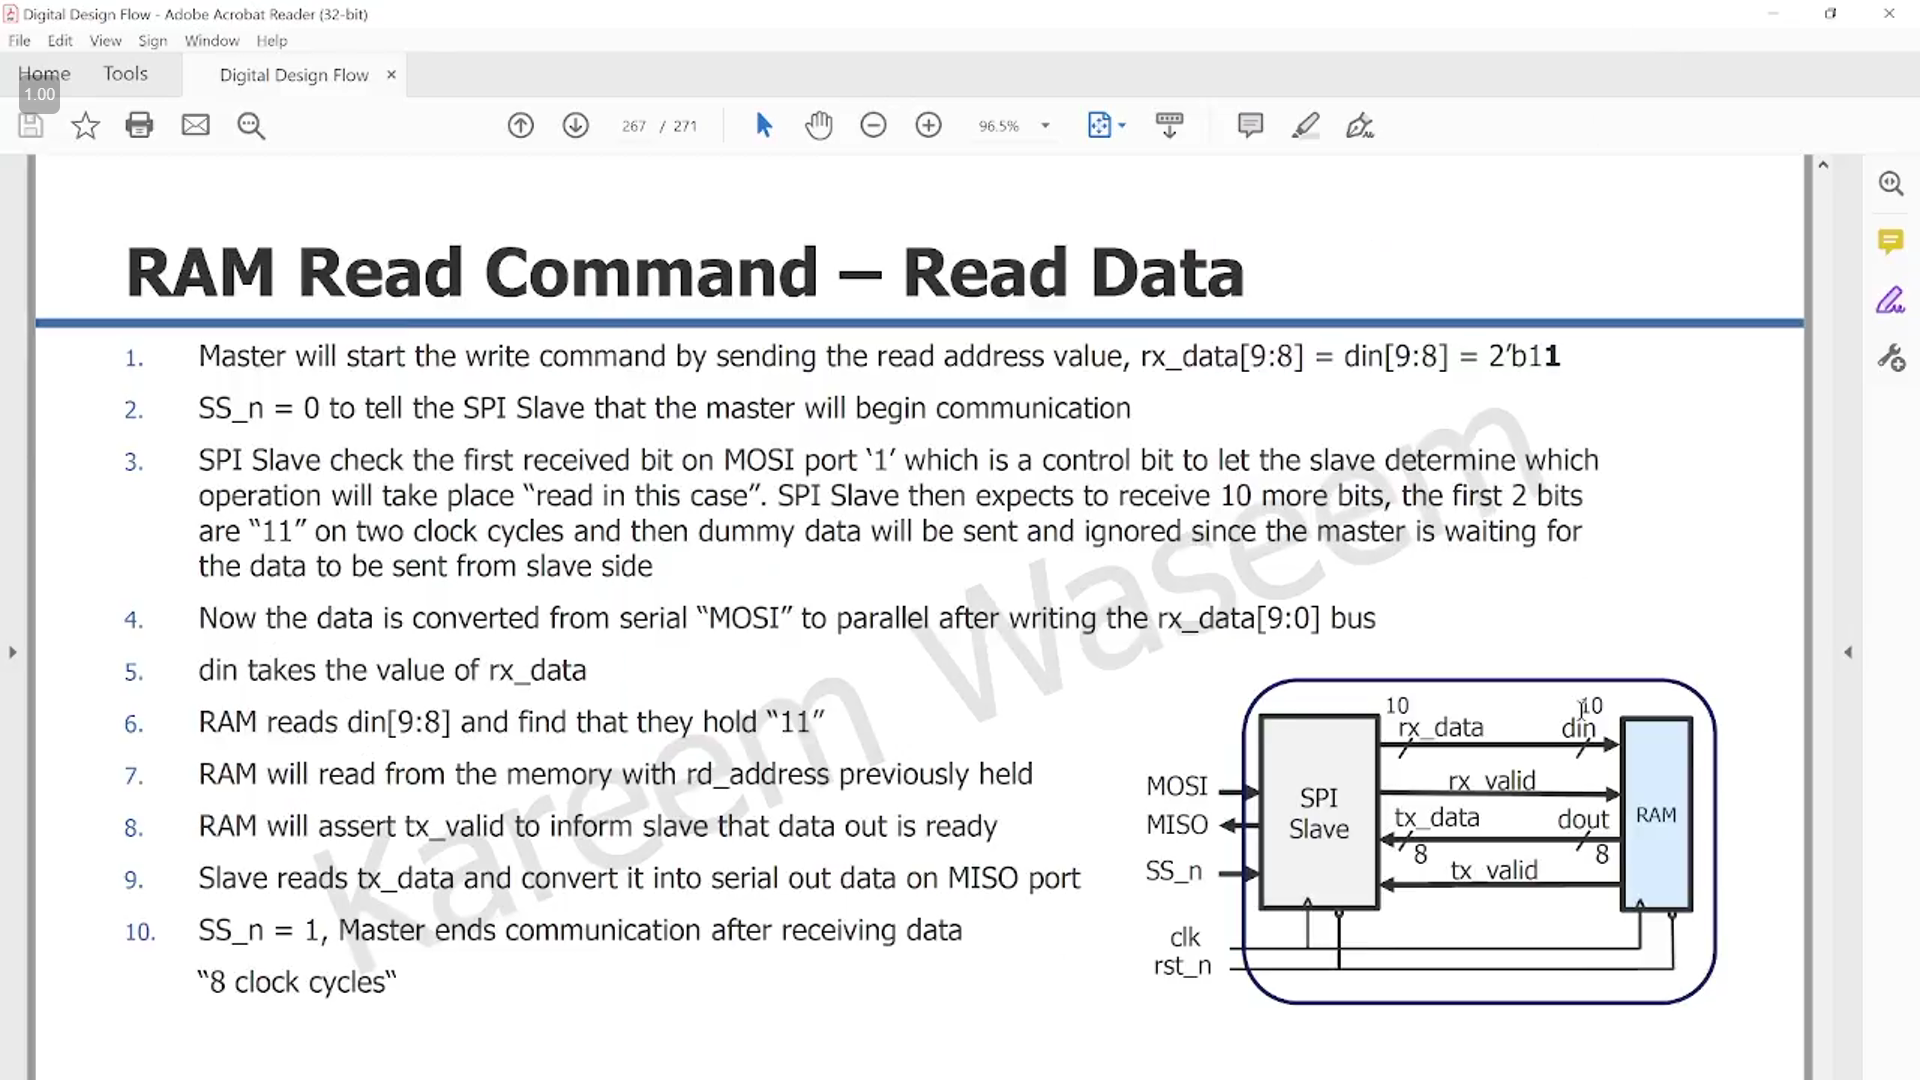 Digital Design Flow - Adobe Acrobat Reader (32-bit)
File Edit View Sign Window Help
Home Tools Digital Design Flow ×
1.00
267 / 271 96.5%
RAM Read Command – Read Data
1. Master will start the write command by sending the read address value, rx_data[9:8] = din[9:8] = 2’b11
2. SS_n = 0 to tell the SPI Slave that the master will begin communication
3. SPI Slave check the first received bit on MOSI port ‘1’ which is a control bit to let the slave determine which
operation will take place “read in this case”. SPI Slave then expects to receive 10 more bits, the first 2 bits
are “11” on two clock cycles and then dummy data will be sent and ignored since the master is waiting for
the data to be sent from slave side
4. Now the data is converted from serial “MOSI” to parallel after writing the rx_data[9:0] bus
5. din takes the value of rx_data
6. RAM reads din[9:8] and find that they hold “11”
7. RAM will read from the memory with rd_address previously held
8. RAM will assert tx_valid to inform slave that data out is ready
9. Slave reads tx_data and convert it into serial out data on MISO port
10. SS_n = 1, Master ends communication after receiving data
“8 clock cycles“
Kareem Waseem
10 10
rx_data din
rx_valid
tx_data dout
8 8
tx_valid
MOSI
MISO
SS_n
SPI
Slave
RAM
clk
rst_n